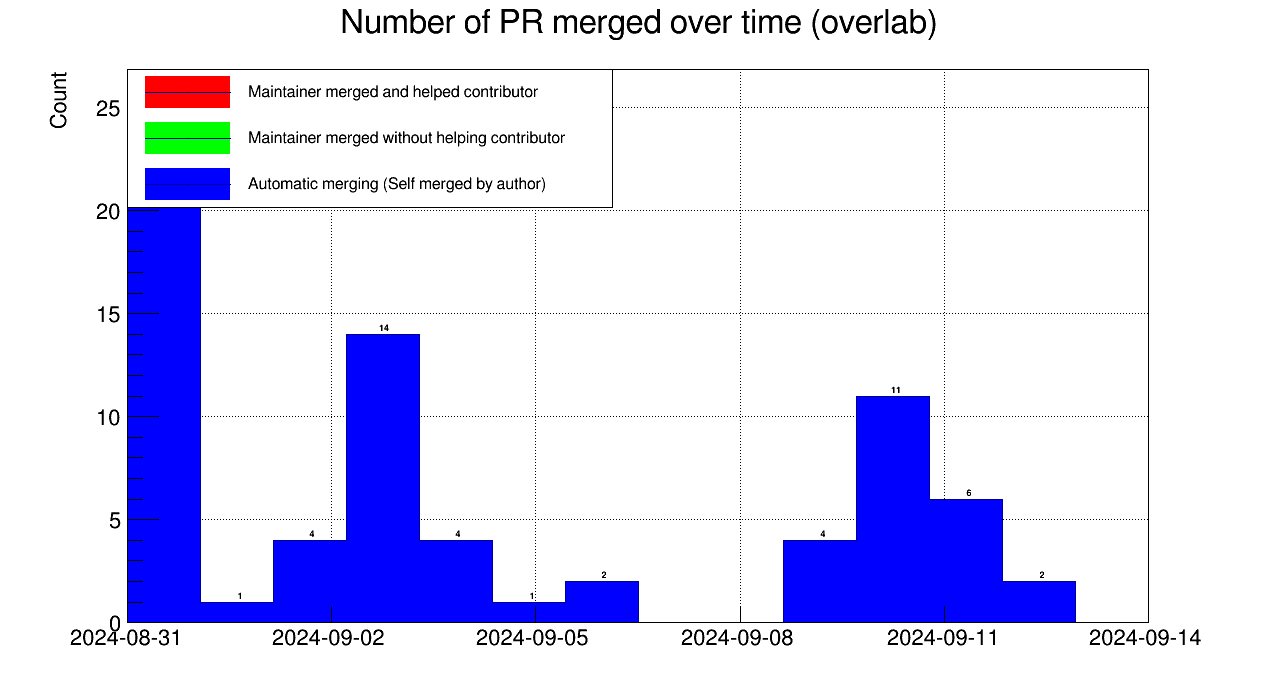 Number of PR merged over time (overlab)
Count
Maintainer merged and helped contributor
Maintainer merged without helping contributor
Automatic merging (Self merged by author)
25
20
15
10
5
0
1
4
14
4
1
2
4
11
6
2
2024-08-31 2024-09-02 2024-09-05 2024-09-08 2024-09-11 2024-09-14